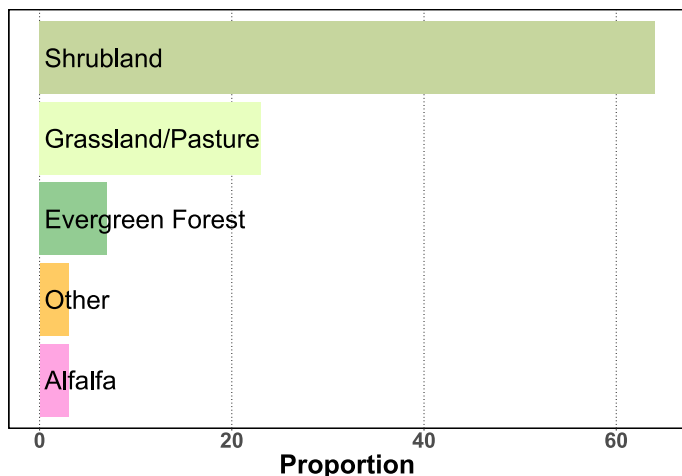 Shrubland
Grassland/Pasture
Evergreen Forest
Other
Alfalfa
0 20 40 60
Proportion